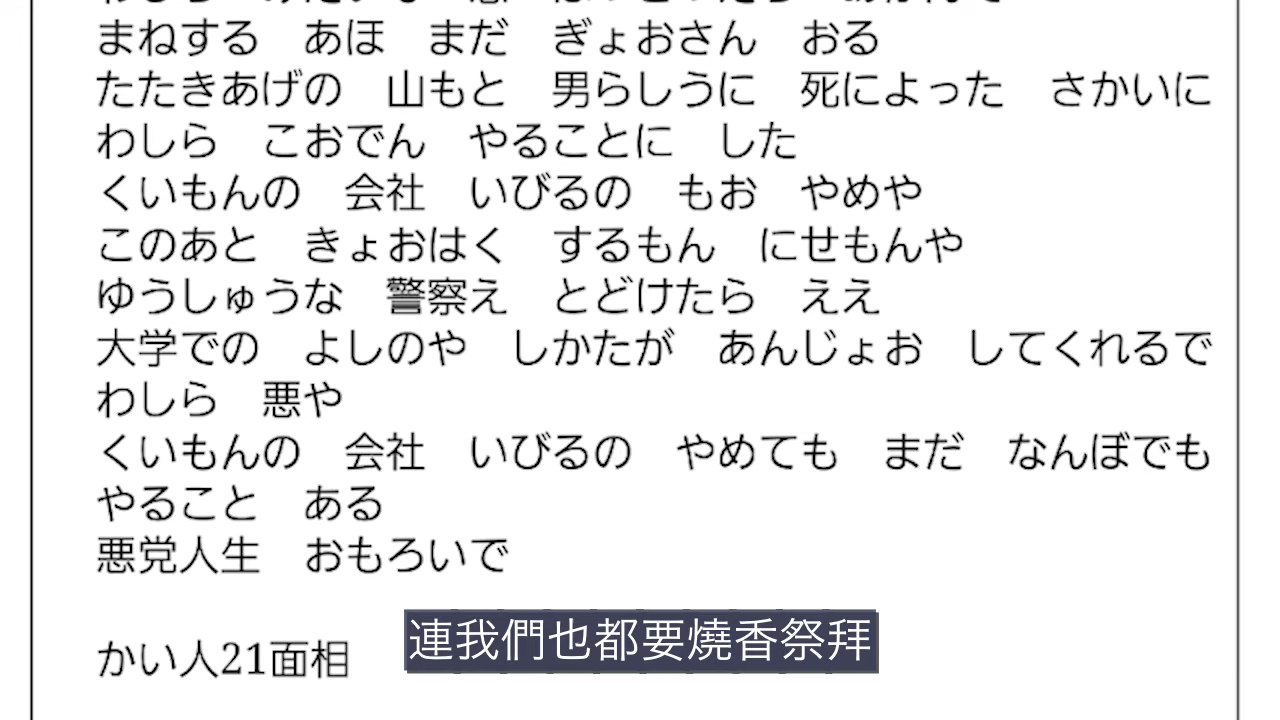 まねする　あほ　まだ　ぎょおさん　おる
たたきあげの　山もと　男らしうに　死によった　さかいに
わしら　こおでん　やることに　した
くいもんの　会社　いびるの　もお　やめや
このあと　きょおはく　するもん　にせもんや
ゆうしゅうな　警察え　とどけたら　ええ
大学での　よしのや　しかたが　あんじょお　してくれるで
わしら　悪や
くいもんの　会社　いびるの　やめても　まだ　なんぼでも
やること　ある
悪党人生　おもろいで
かい人21面相
連我們也都要燒香祭拜